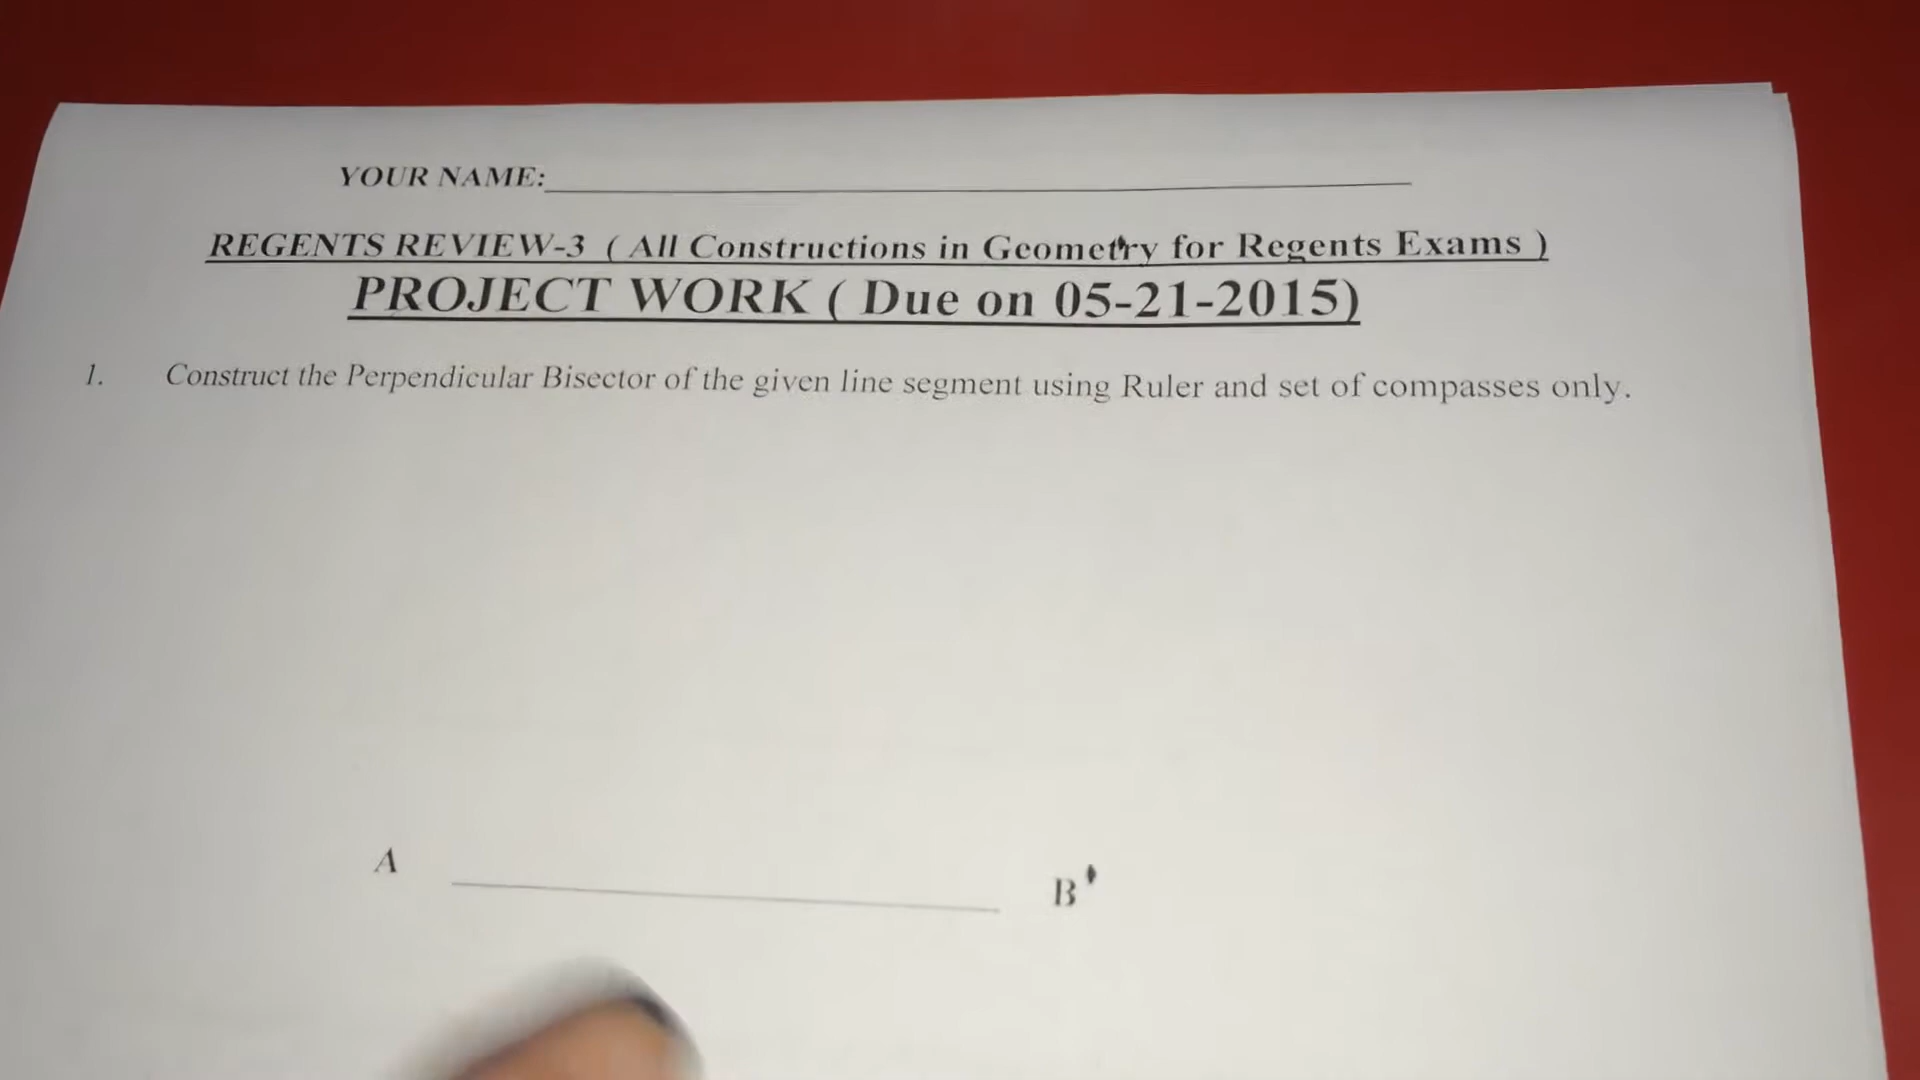 YOUR NAME:
REGENTS REVIEW-3 ( All Constructions in Geometry for Regents Exams )
PROJECT WORK ( Due on 05-21-2015)
1. Construct the Perpendicular Bisector of the given line segment using Ruler and set of compasses only.
A B